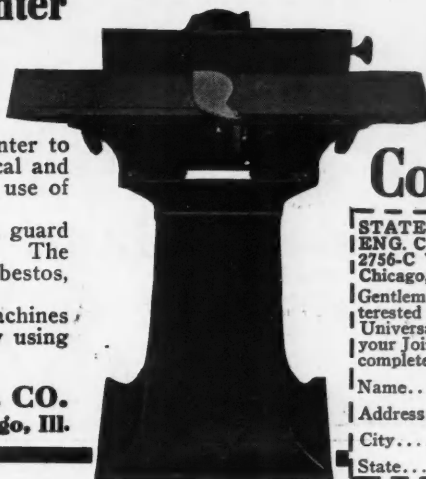 nter
nter to
cal and
use of
guard
The
bestos,
achines
y using
CO.
go, Ill.
Co
STATE
ENG. C
2756-C
Chicago,
Gentlem
terested
Univers
your Joi
complete
Name..
Address
City...
State...